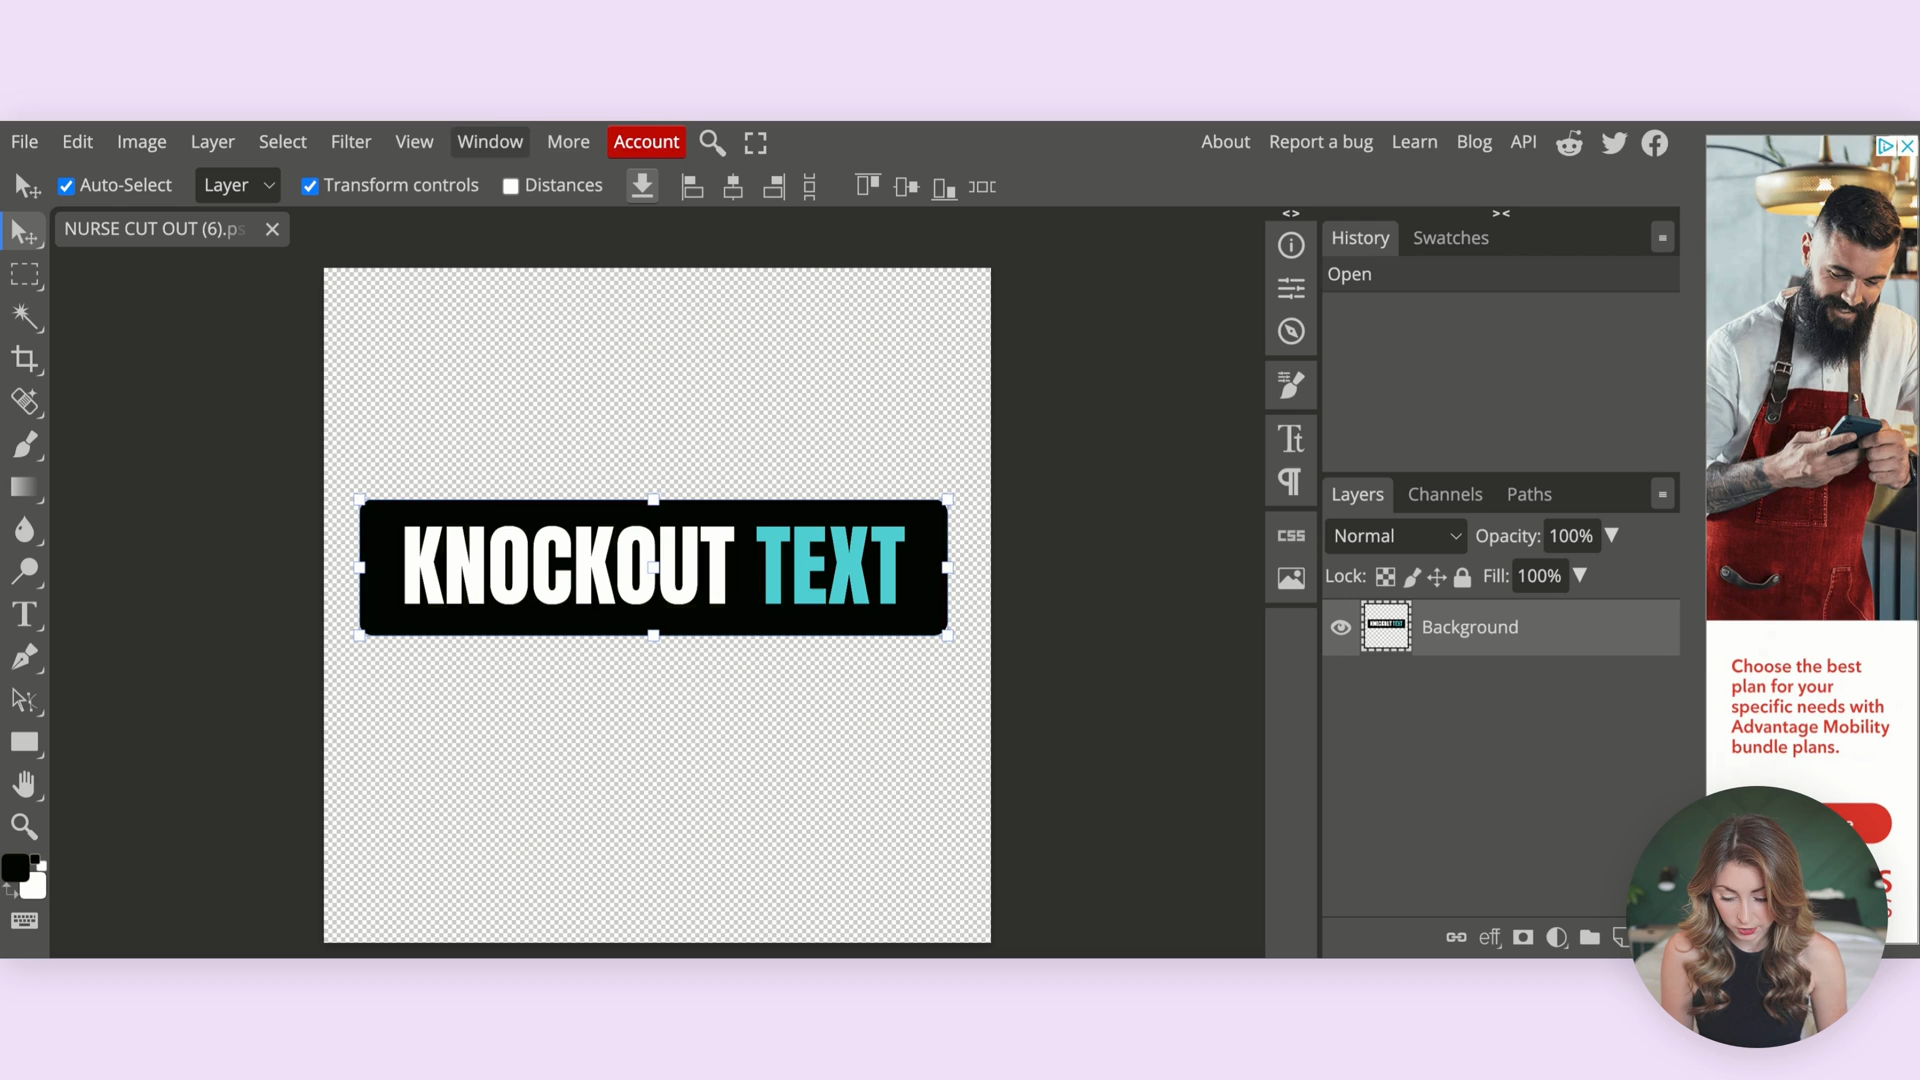 File Edit Image Layer Select Filter View Window More Account About Report a bug Learn Blog API
Auto-Select Layer Transform controls Distances
NURSE CUT OUT (6).ps
History Swatches
Open
KNOCKOUT TEXT
Tt
CSS
Layers Channels Paths
Normal Opacity: 100%
Lock: Fill: 100%
KNOCKOUT TEXT Background
T
eff
Choose the best
plan for your
specific needs with
Advantage Mobility
bundle plans.